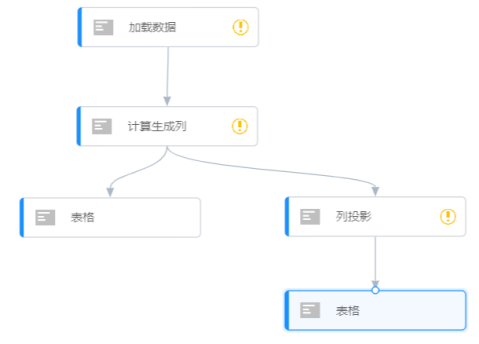 加载数据
计算生成列
表格
列投影
表格